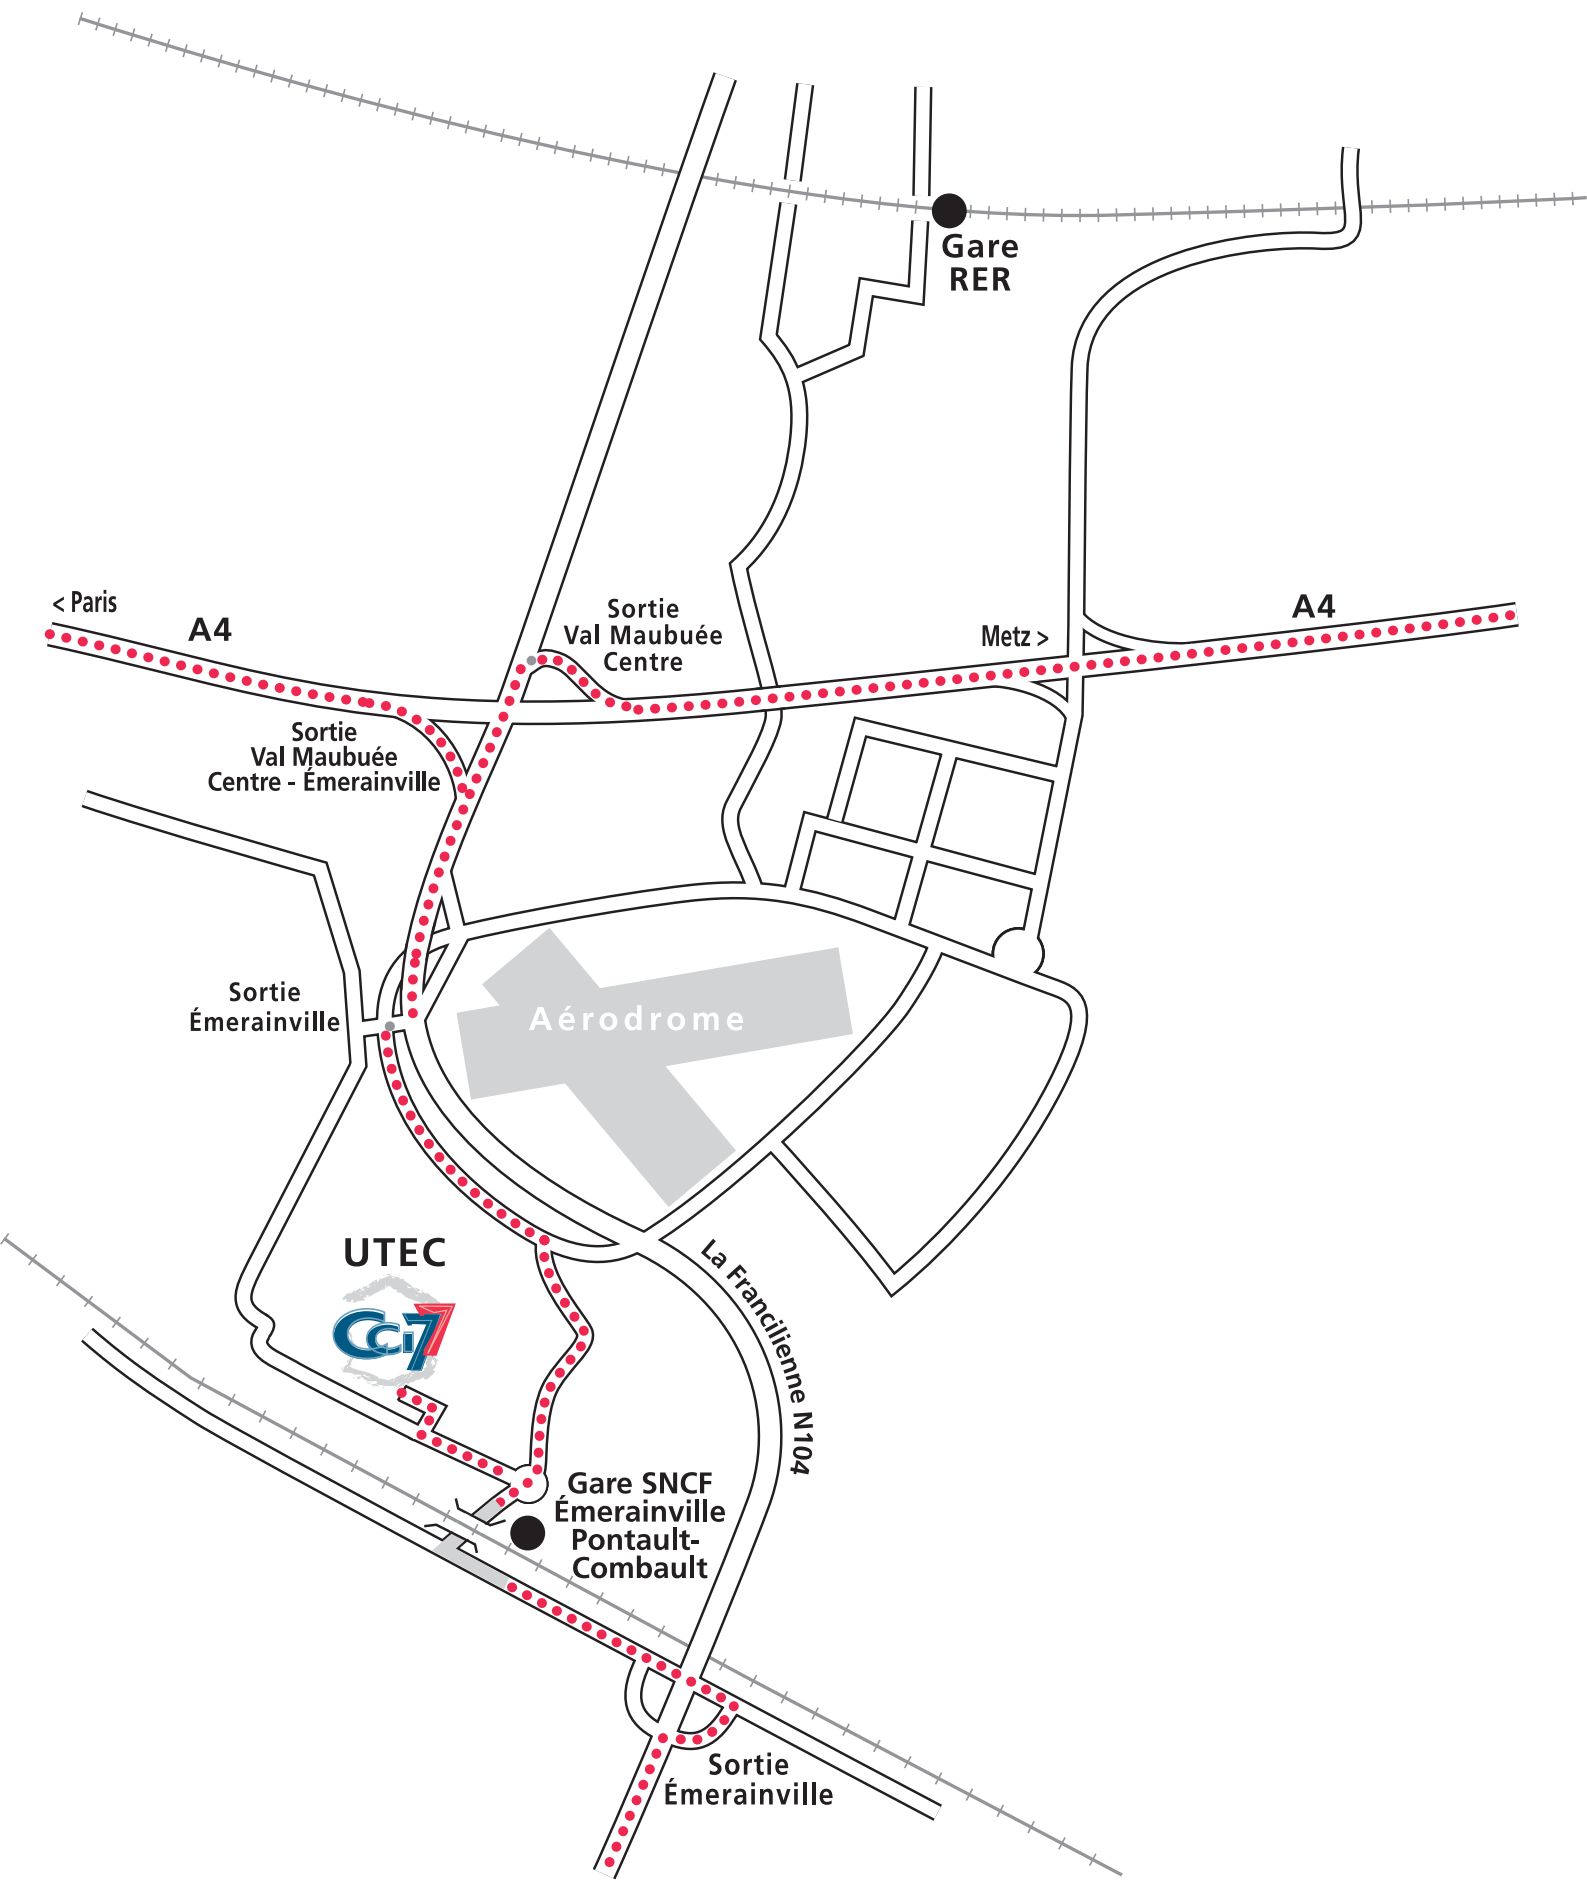 Gare
RER
< Paris
A4
Sortie
Val Maubuée
Centre
Metz >
A4
Sortie
Val Maubuée
Centre - Émerainville
Sortie
Émerainville
Aérodrome
UTEC
CCi77
La Francilienne N104
Gare SNCF
Émerainville
Pontault-
Combault
Sortie
Émerainville